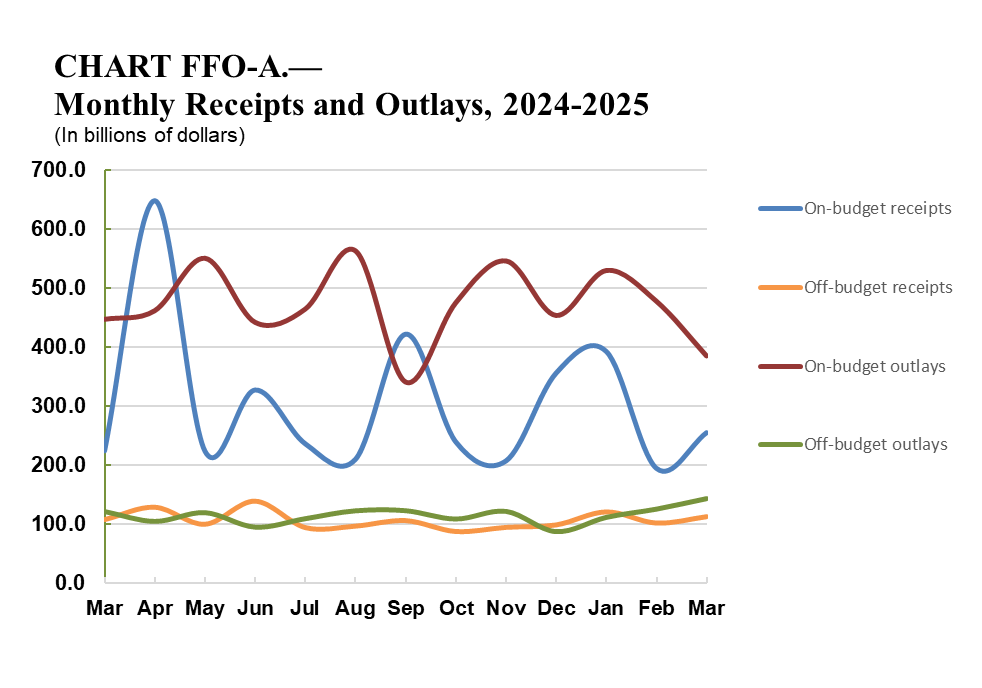 CHART FFO-A.—
Monthly Receipts and Outlays, 2024-2025
(In billions of dollars)
700.0
600.0
500.0
400.0
300.0
200.0
100.0
0.0
Mar Apr May Jun Jul Aug Sep Oct Nov Dec Jan Feb Mar
On-budget receipts
Off-budget receipts
On-budget outlays
Off-budget outlays